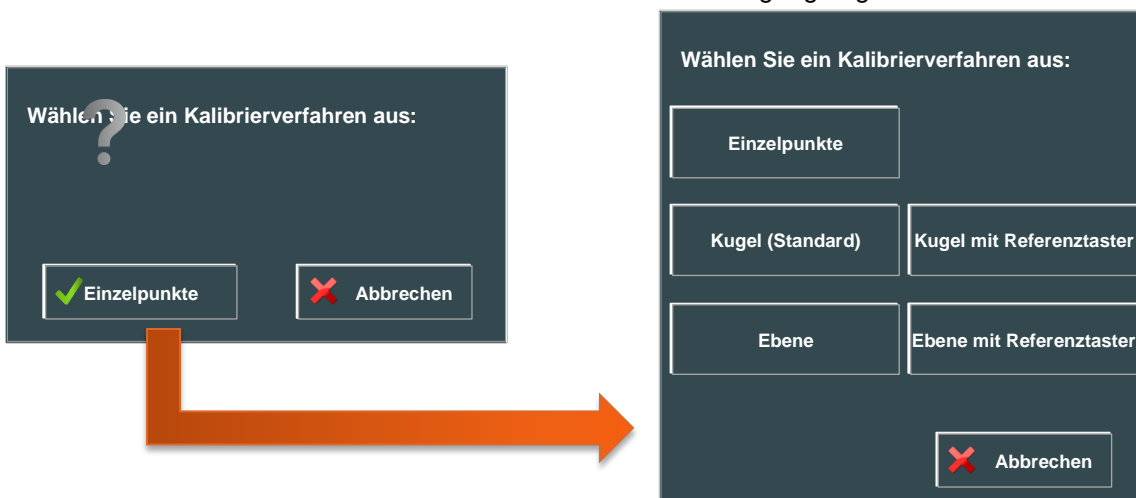 Wählen Sie ein Kalibrierverfahren aus:
Einzelpunkte
Abbrechen
Wählen Sie ein Kalibrierverfahren aus:
Einzelpunkte
Kugel (Standard)
Kugel mit Referenztaster
Ebene
Ebene mit Referenztaster
Abbrechen